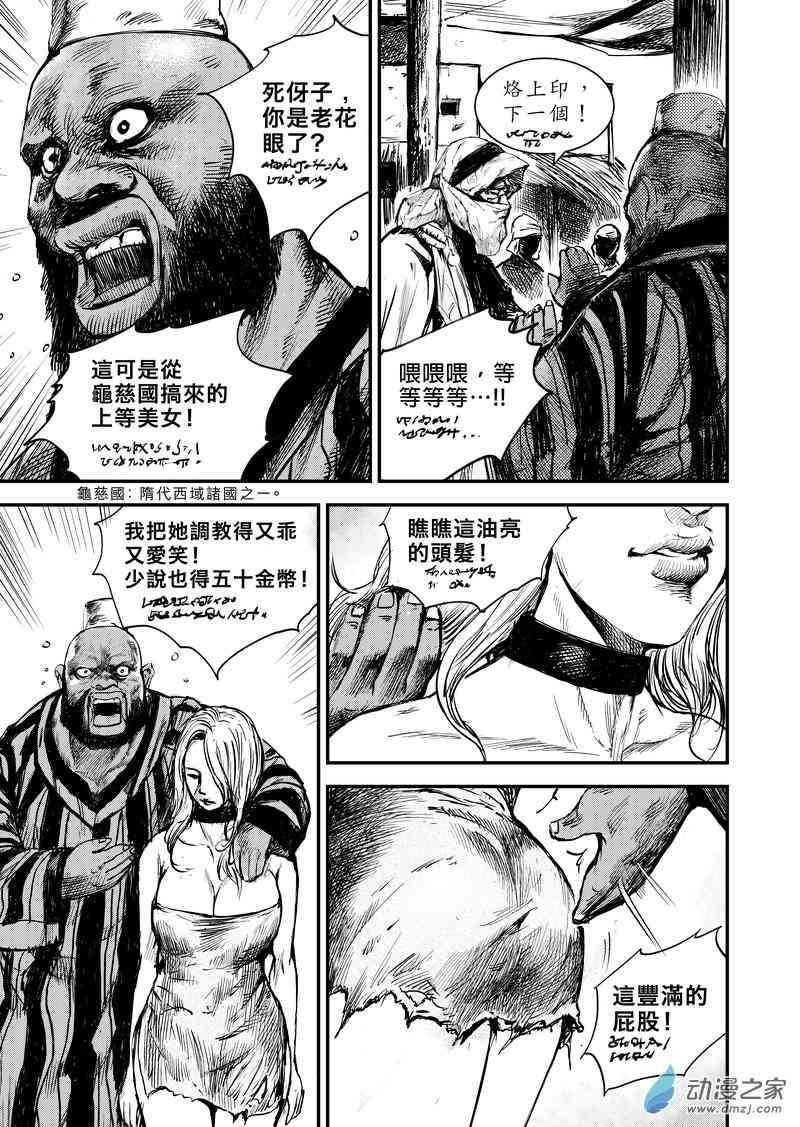 烙上印，
下一個！
喂喂喂，等
等等等…!!
死伢子，
你是老花
眼了？
這可是從
龜慈國搞來的
上等美女！
龜慈國：隋代西域諸國之一。
瞧瞧這油亮
的頭髮！
這豐滿的
屁股！
我把她調教得又乖
又愛笑！
少說也得五十金幣！
动漫之家
www.dmzj.com